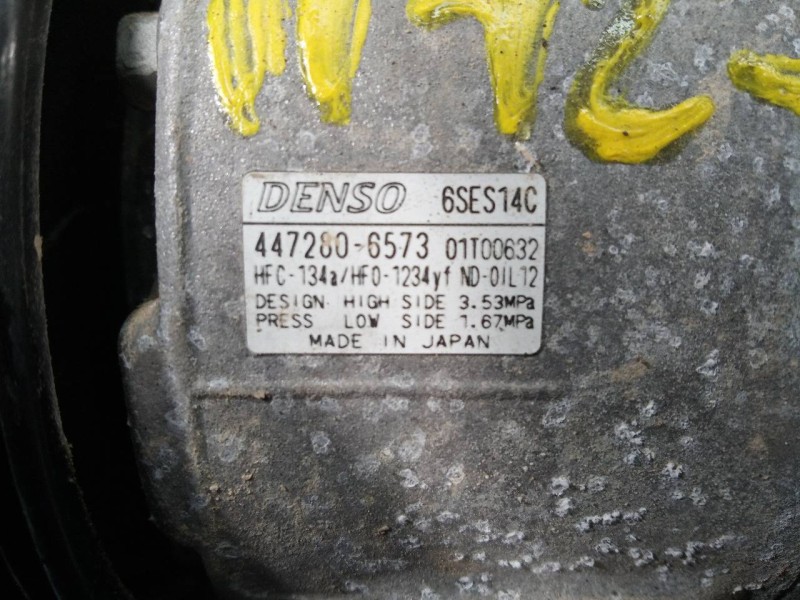 DENSO 6SES14C
447280-6573 01T00632
HFC-134a/HFO-1234yf ND-OIL12
DESIGN HIGH SIDE 3.53MPa
PRESS LOW SIDE 1.67MPa
MADE IN JAPAN